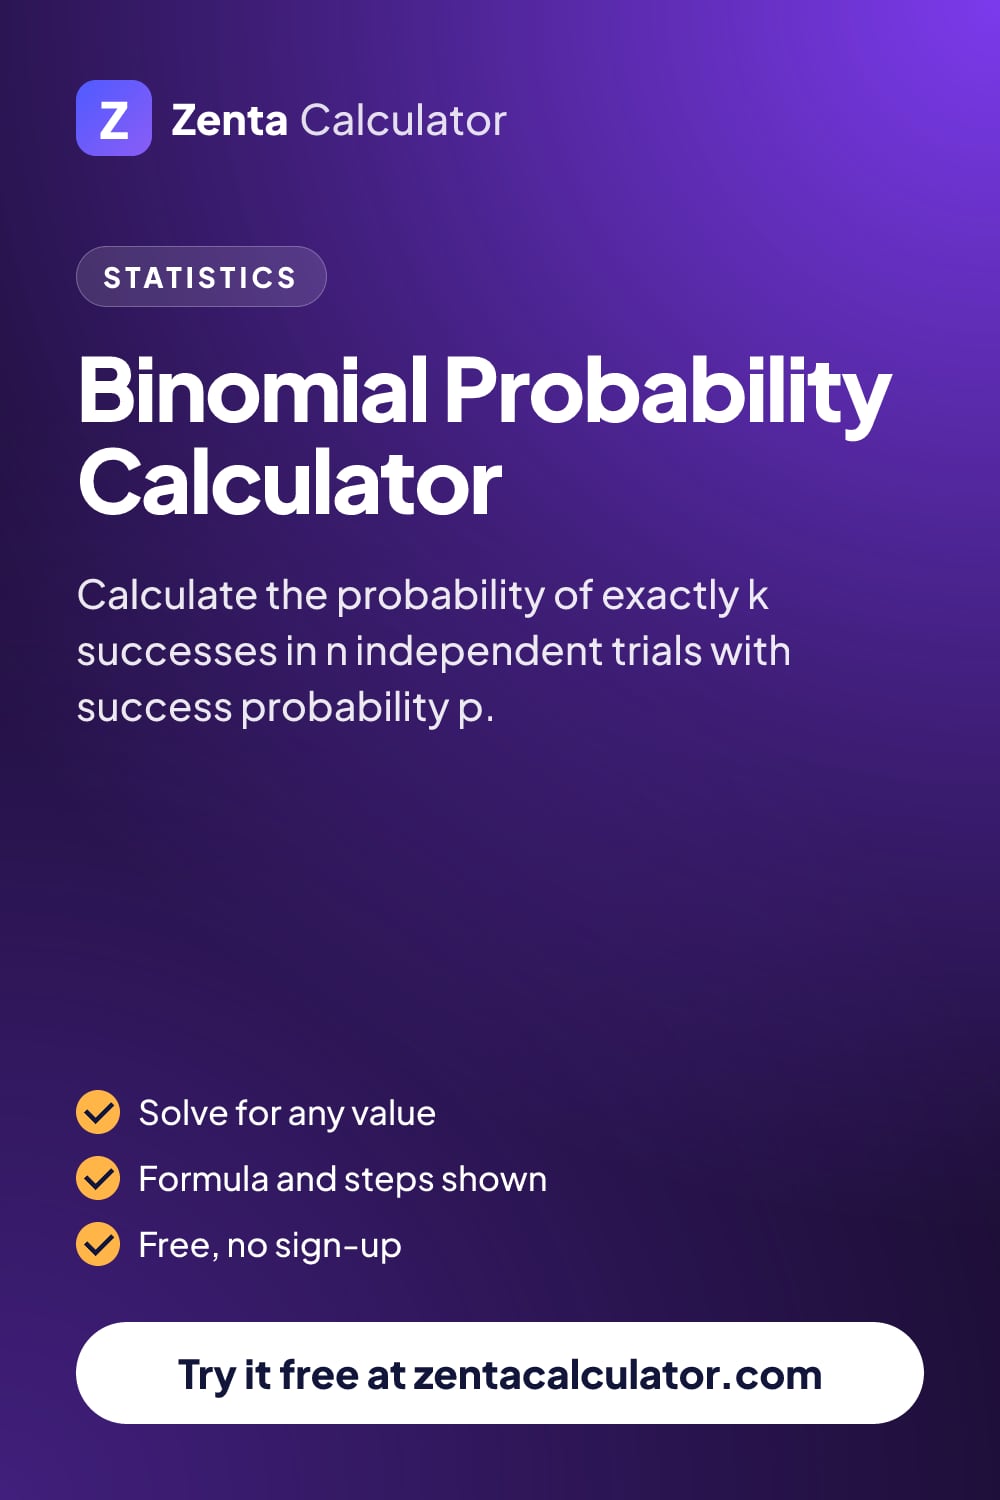 Z
Zenta Calculator
STATISTICS
Binomial Probability
Calculator
Calculate the probability of exactly k
successes in n independent trials with
success probability p.
Solve for any value
Formula and steps shown
Free, no sign-up
Try it free at zentacalculator.com